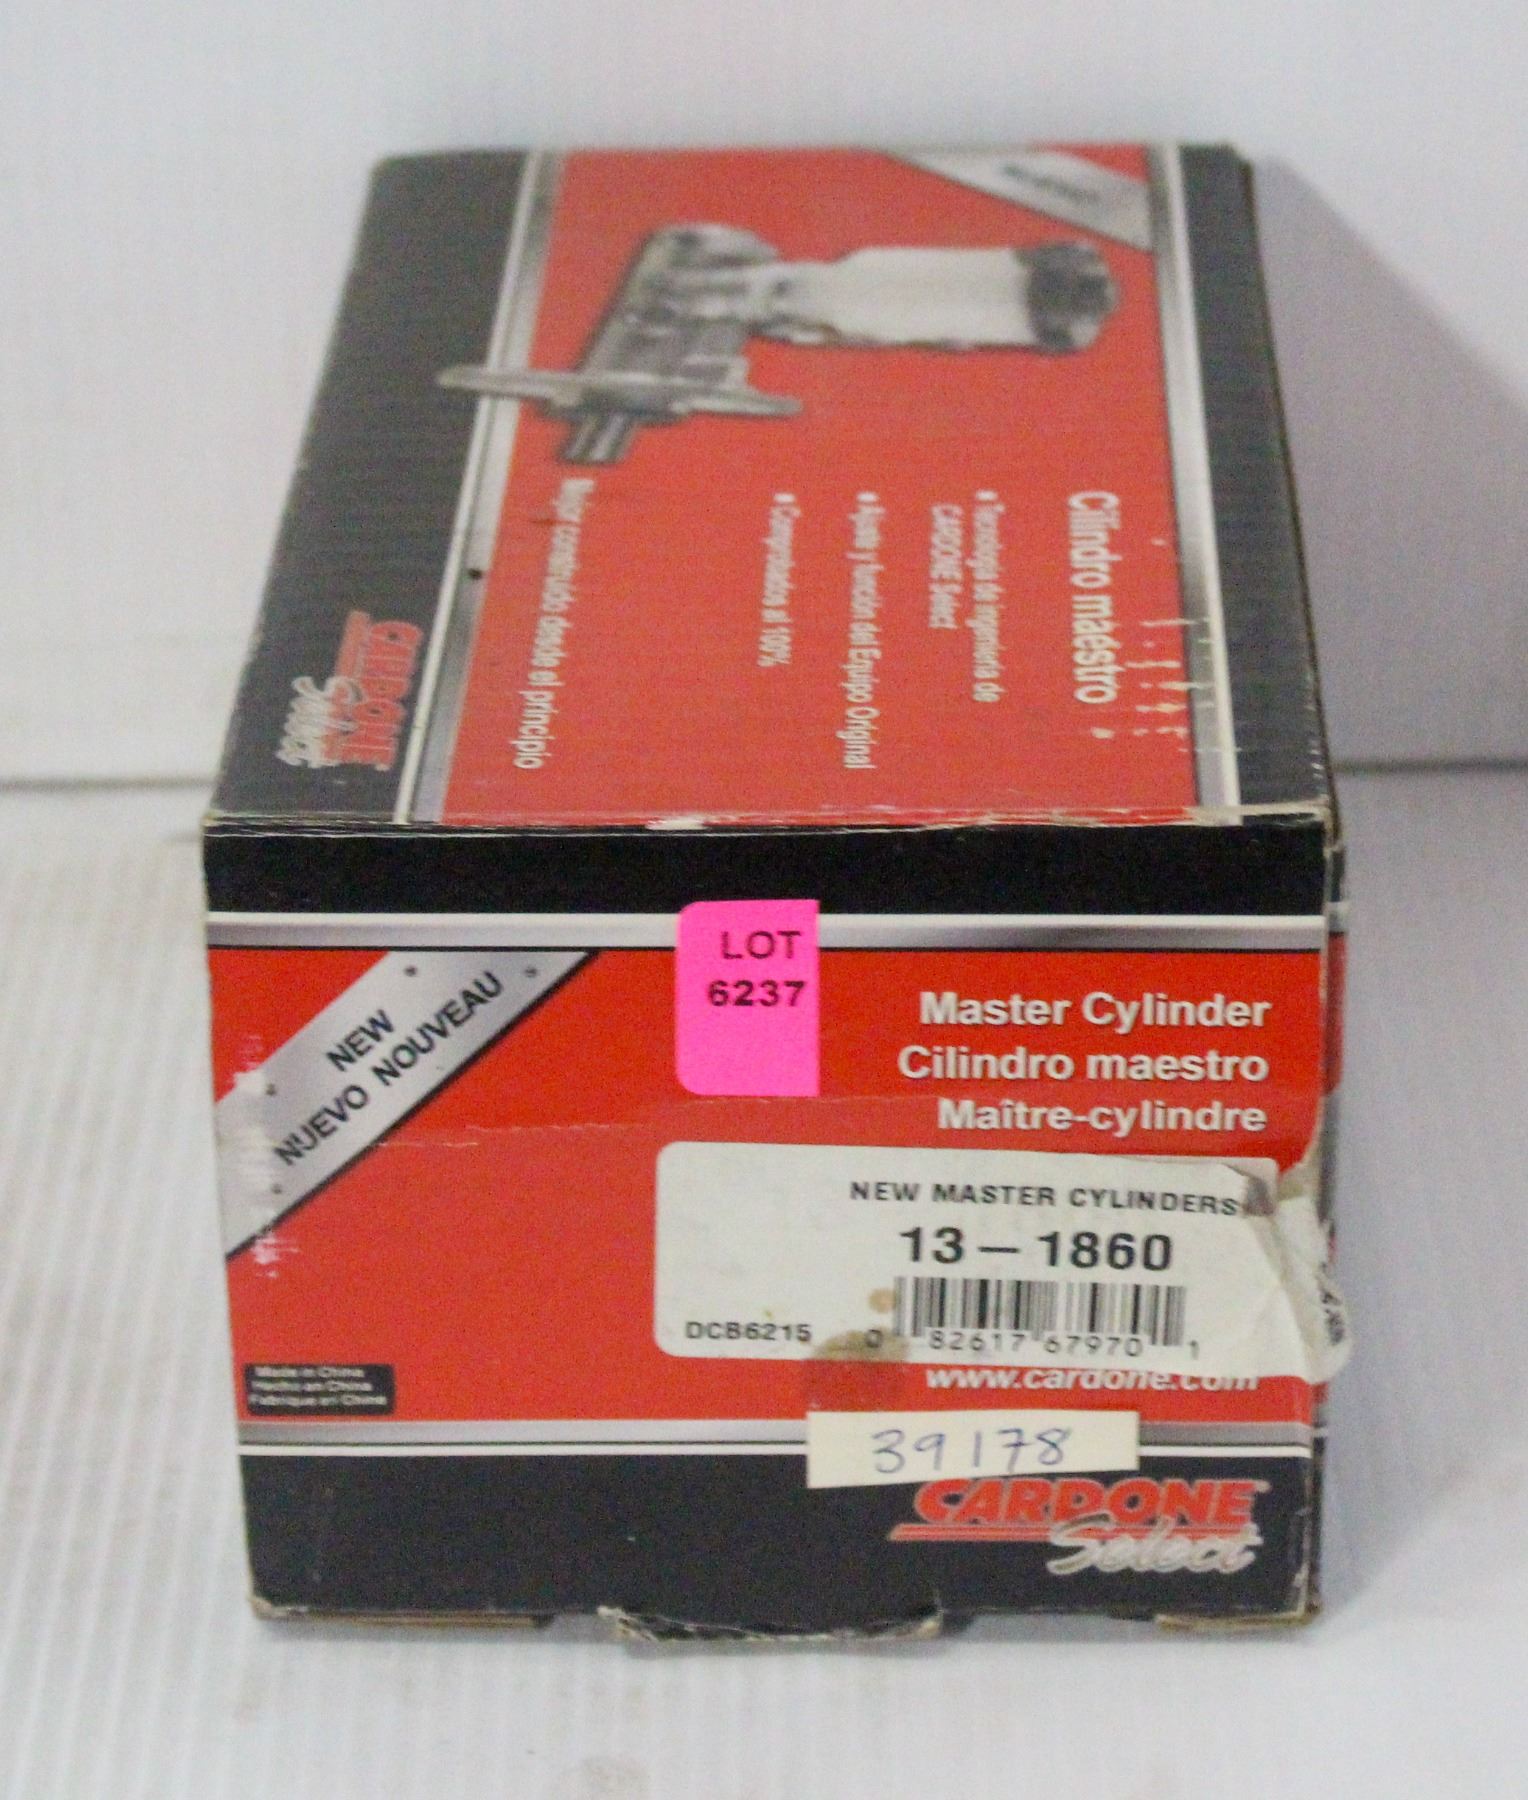 Cilindro maestro
• Tecnología de ingeniería de
CARDONE Select
• Ajuste y función del Equipo Original
• Comprobados al 100%
Mejor construido desde el principio
CARDONE
Select
LOT
6237
NEW
NUEVO NOUVEAU
Master Cylinder
Cilindro maestro
Maître-cylindre
NEW MASTER CYLINDERS
13-1860
DCB6215
0 82617 67970 1
www.cardone.com
Made in China
Hecho en China
Fabriqué en Chine
39178
CARDONE
Select